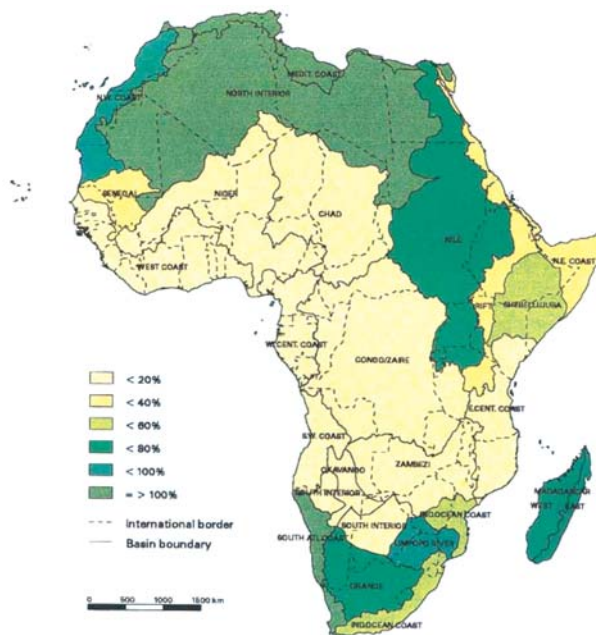 N.W. COAST
MEDIT. COAST
NORTH INTERIOR
SENEGAL
NIGER
CHAD
NILE
WEST COAST
N.E. COAST
RIFT
W.CENT. COAST
CONGO/ZAIRE
E.CENT. COAST
S.W. COAST
OKAVANGO
ZAMBEZI
SOUTH INTERIOR
SOUTH INTERIOR
IND.OCEAN COAST
MADAGASCAR
WEST EAST
SOUTH ATL COAST
LIMPOPO RIVER
ORANGE
IND.OCEAN COAST
< 20%
< 40%
< 60%
< 80%
< 100%
= > 100%
International border
Basin boundary
0 500 1000 1500 km